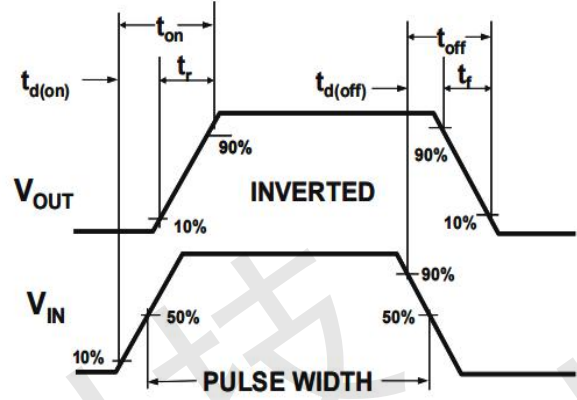 ton
toff
td(on)
tr
td(off)
tf
90%
90%
VOUT
INVERTED
10%
10%
90%
VIN
50%
50%
10%
PULSE WIDTH